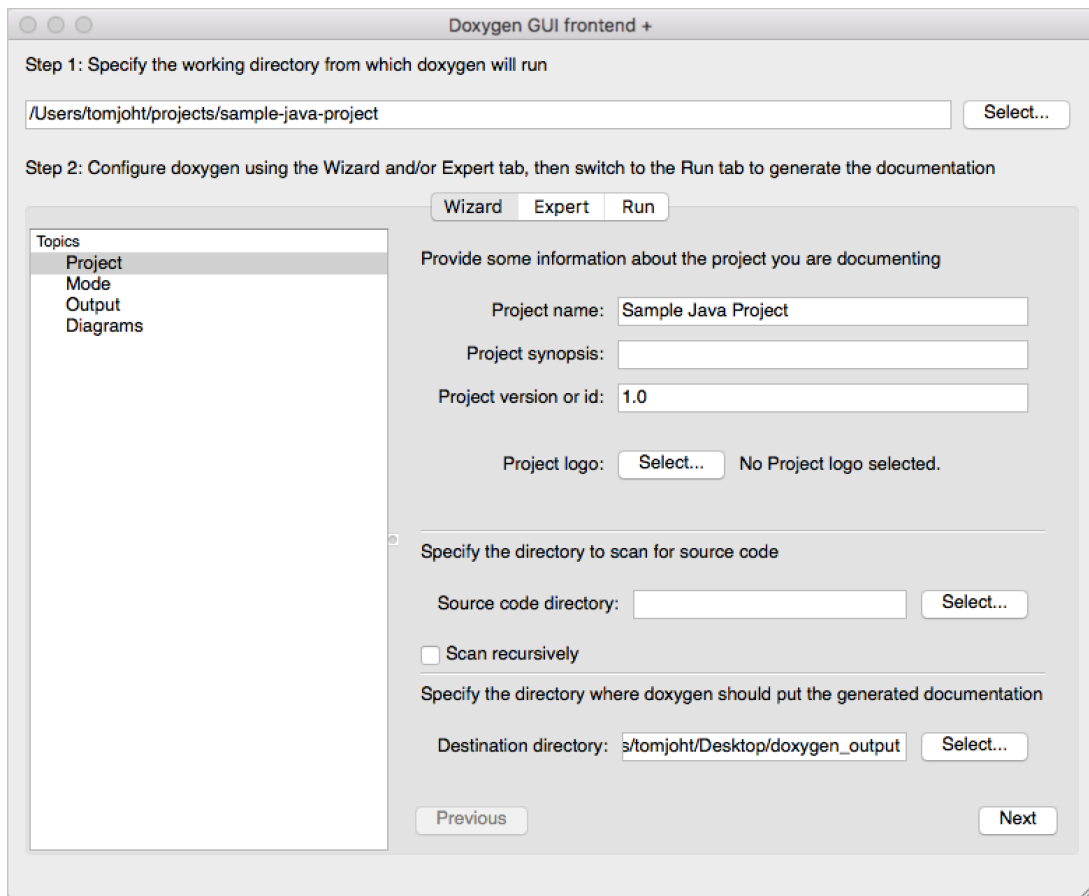 Doxygen GUI frontend +
Step 1: Specify the working directory from which doxygen will run
/Users/tomjoht/projects/sample-java-project Select...
Step 2: Configure doxygen using the Wizard and/or Expert tab, then switch to the Run tab to generate the documentation
Wizard Expert Run
Topics
Project
Mode
Output
Diagrams
Provide some information about the project you are documenting
Project name: Sample Java Project
Project synopsis:
Project version or id: 1.0
Project logo: Select... No Project logo selected.
Specify the directory to scan for source code
Source code directory: Select...
Scan recursively
Specify the directory where doxygen should put the generated documentation
Destination directory: s/tomjoht/Desktop/doxygen_output Select...
Previous Next